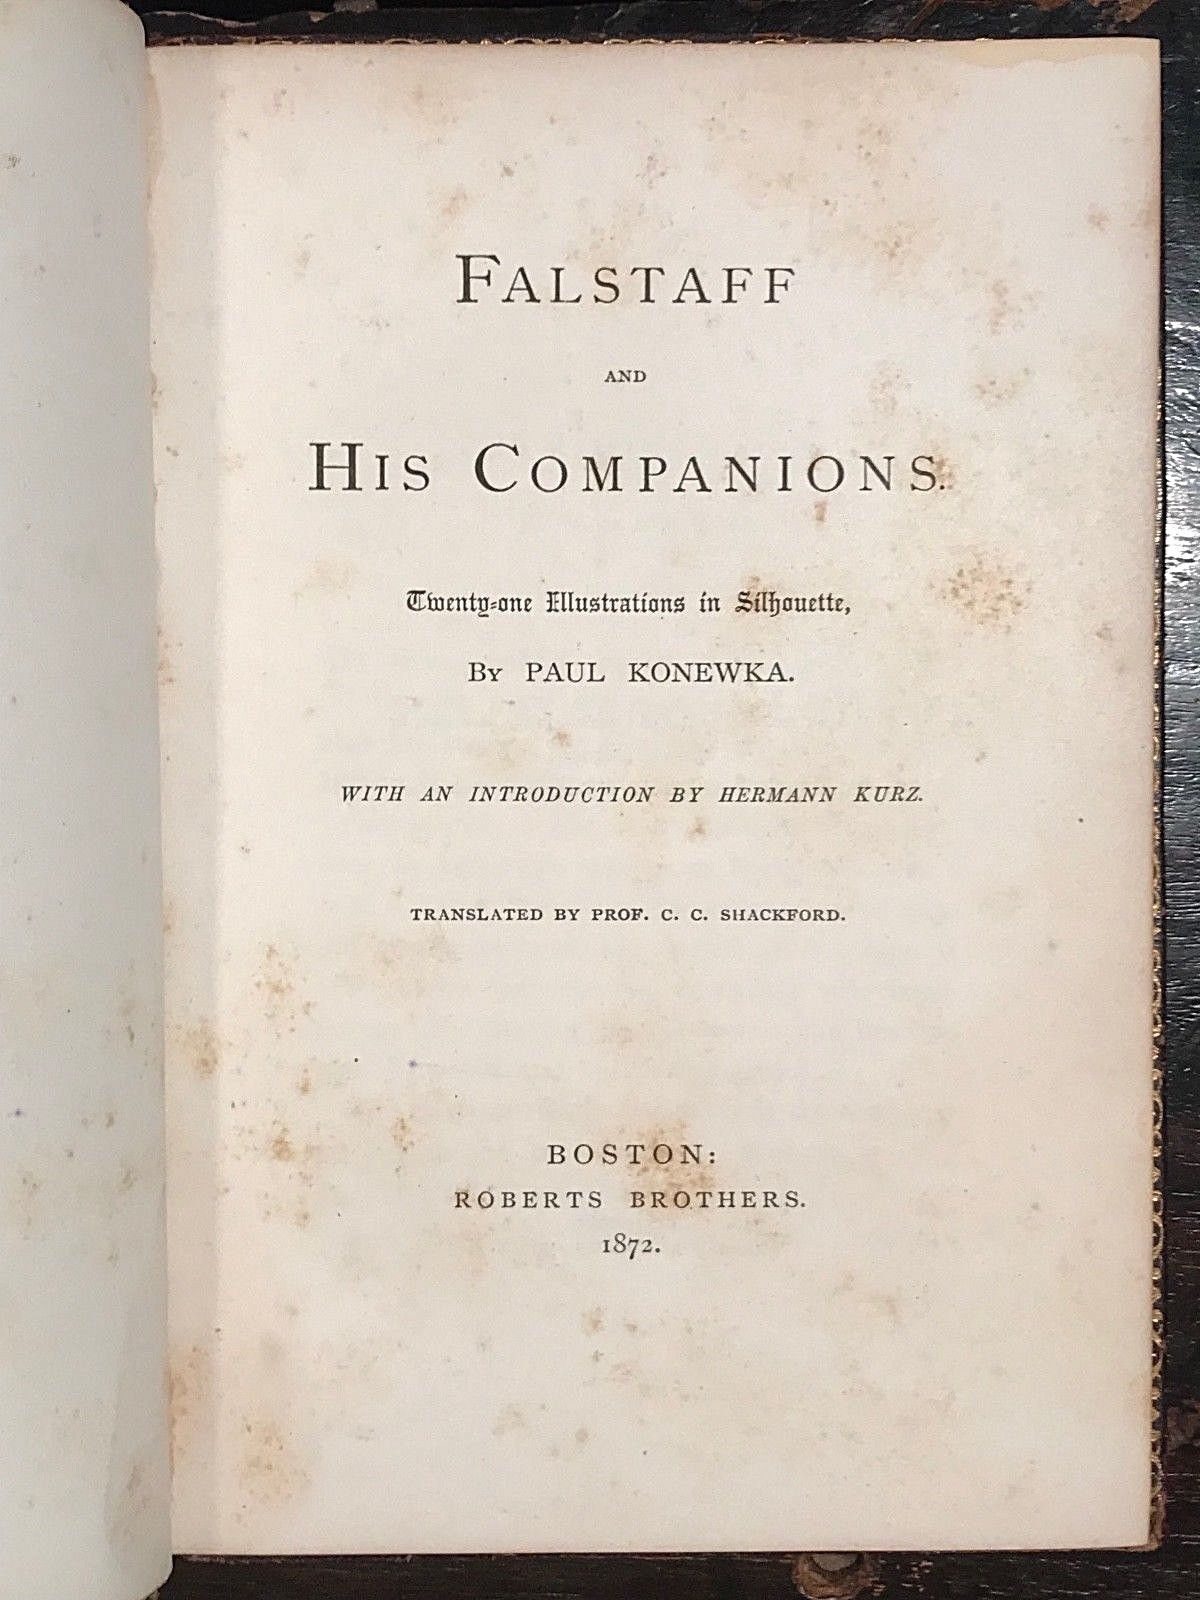 FALSTAFF
AND
HIS COMPANIONS.
Twenty-one Illustrations in Silhouette,
BY PAUL KONEWKA.
WITH AN INTRODUCTION BY HERMANN KURZ.
TRANSLATED BY PROF. C. C. SHACKFORD.
BOSTON:
ROBERTS BROTHERS.
1872.